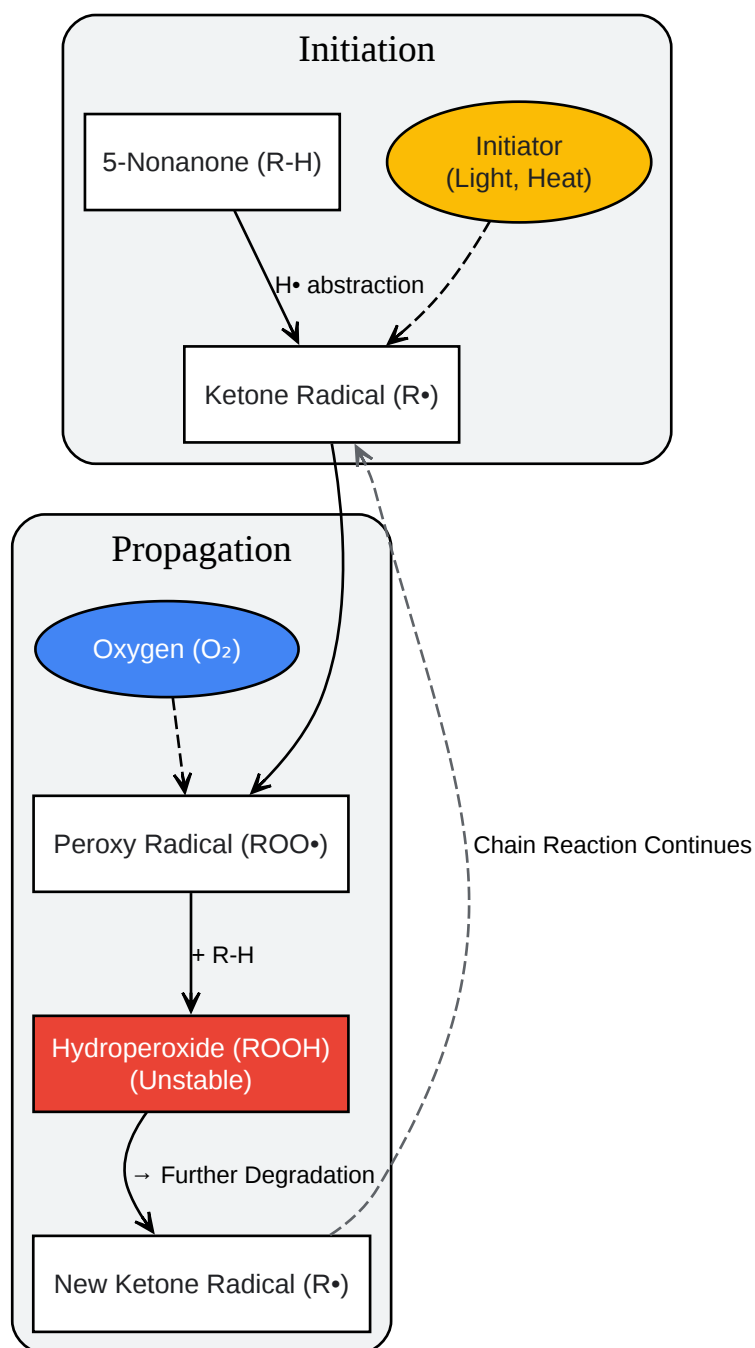 Initiation
5-Nonanone (R-H)
Initiator
(Light, Heat)
H• abstraction
Ketone Radical (R•)
Propagation
Oxygen (O₂)
Peroxy Radical (ROO•)
Chain Reaction Continues
+ R-H
Hydroperoxide (ROOH)
(Unstable)
→ Further Degradation
New Ketone Radical (R•)